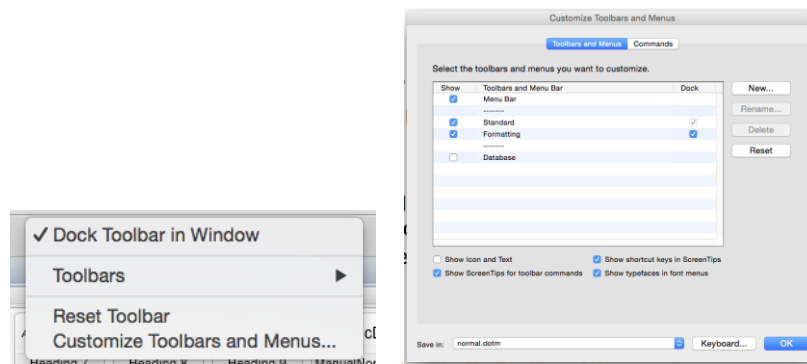 ✓ Dock Toolbar in Window
Toolbars
Reset Toolbar
Customize Toolbars and Menus...
Heading 7 Heading 8 Heading 9
Customize Toolbars and Menus
Toolbars and Menus Commands
Select the toolbars and menus you want to customize.
Show Toolbars and Menu Bar Dock
Menu Bar
-------
Standard
Formatting
-------
Database
New...
Rename...
Delete
Reset
Show Icon and Text
Show shortcut keys in ScreenTips
Show ScreenTips for toolbar commands
Show typefaces in font menus
Save in: normal.dotm
Keyboard...
OK